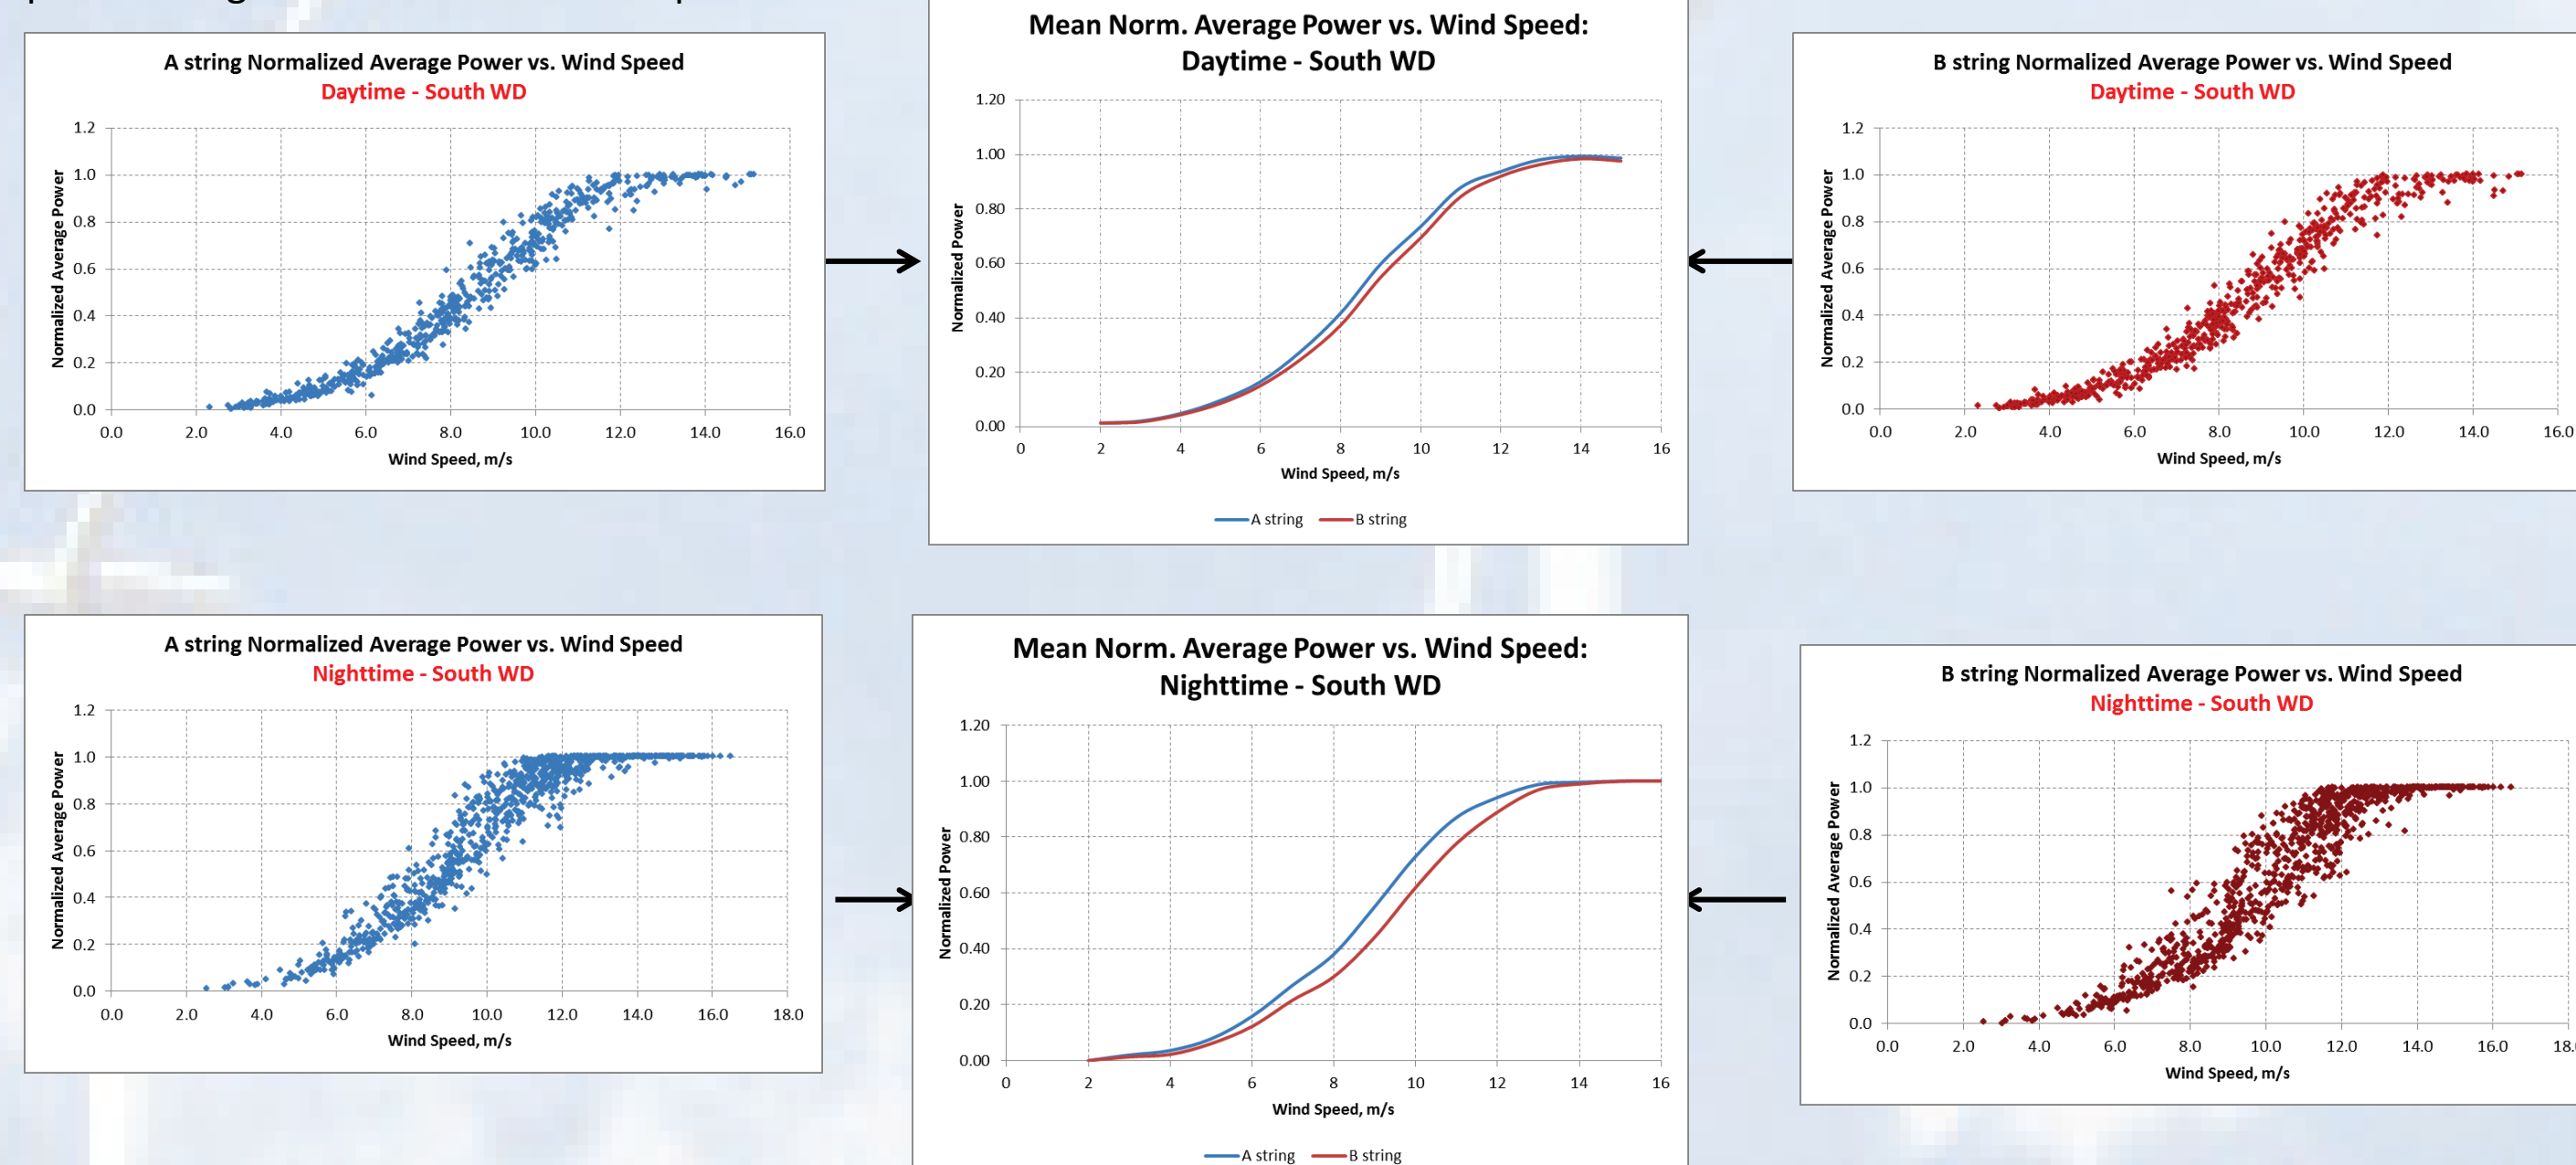 A string Normalized Average Power vs. Wind Speed
Daytime - South WD
Normalized Average Power
1.2
1.0
0.8
0.6
0.4
0.2
0.0
0.0 2.0 4.0 6.0 8.0 10.0 12.0 14.0 16.0
Wind Speed, m/s
Mean Norm. Average Power vs. Wind Speed:
Daytime - South WD
Normalized Power
1.20
1.00
0.80
0.60
0.40
0.20
0.00
0 2 4 6 8 10 12 14 16
Wind Speed, m/s
A string B string
B string Normalized Average Power vs. Wind Speed
Daytime - South WD
Normalized Average Power
1.2
1.0
0.8
0.6
0.4
0.2
0.0
0.0 2.0 4.0 6.0 8.0 10.0 12.0 14.0 16.0
Wind Speed, m/s
A string Normalized Average Power vs. Wind Speed
Nighttime - South WD
Normalized Average Power
1.2
1.0
0.8
0.6
0.4
0.2
0.0
0.0 2.0 4.0 6.0 8.0 10.0 12.0 14.0 16.0 18.0
Wind Speed, m/s
Mean Norm. Average Power vs. Wind Speed:
Nighttime - South WD
Normalized Power
1.20
1.00
0.80
0.60
0.40
0.20
0.00
0 2 4 6 8 10 12 14 16
Wind Speed, m/s
A string B string
B string Normalized Average Power vs. Wind Speed
Nighttime - South WD
Normalized Average Power
1.2
1.0
0.8
0.6
0.4
0.2
0.0
0.0 2.0 4.0 6.0 8.0 10.0 12.0 14.0 16.0 18.
Wind Speed, m/s